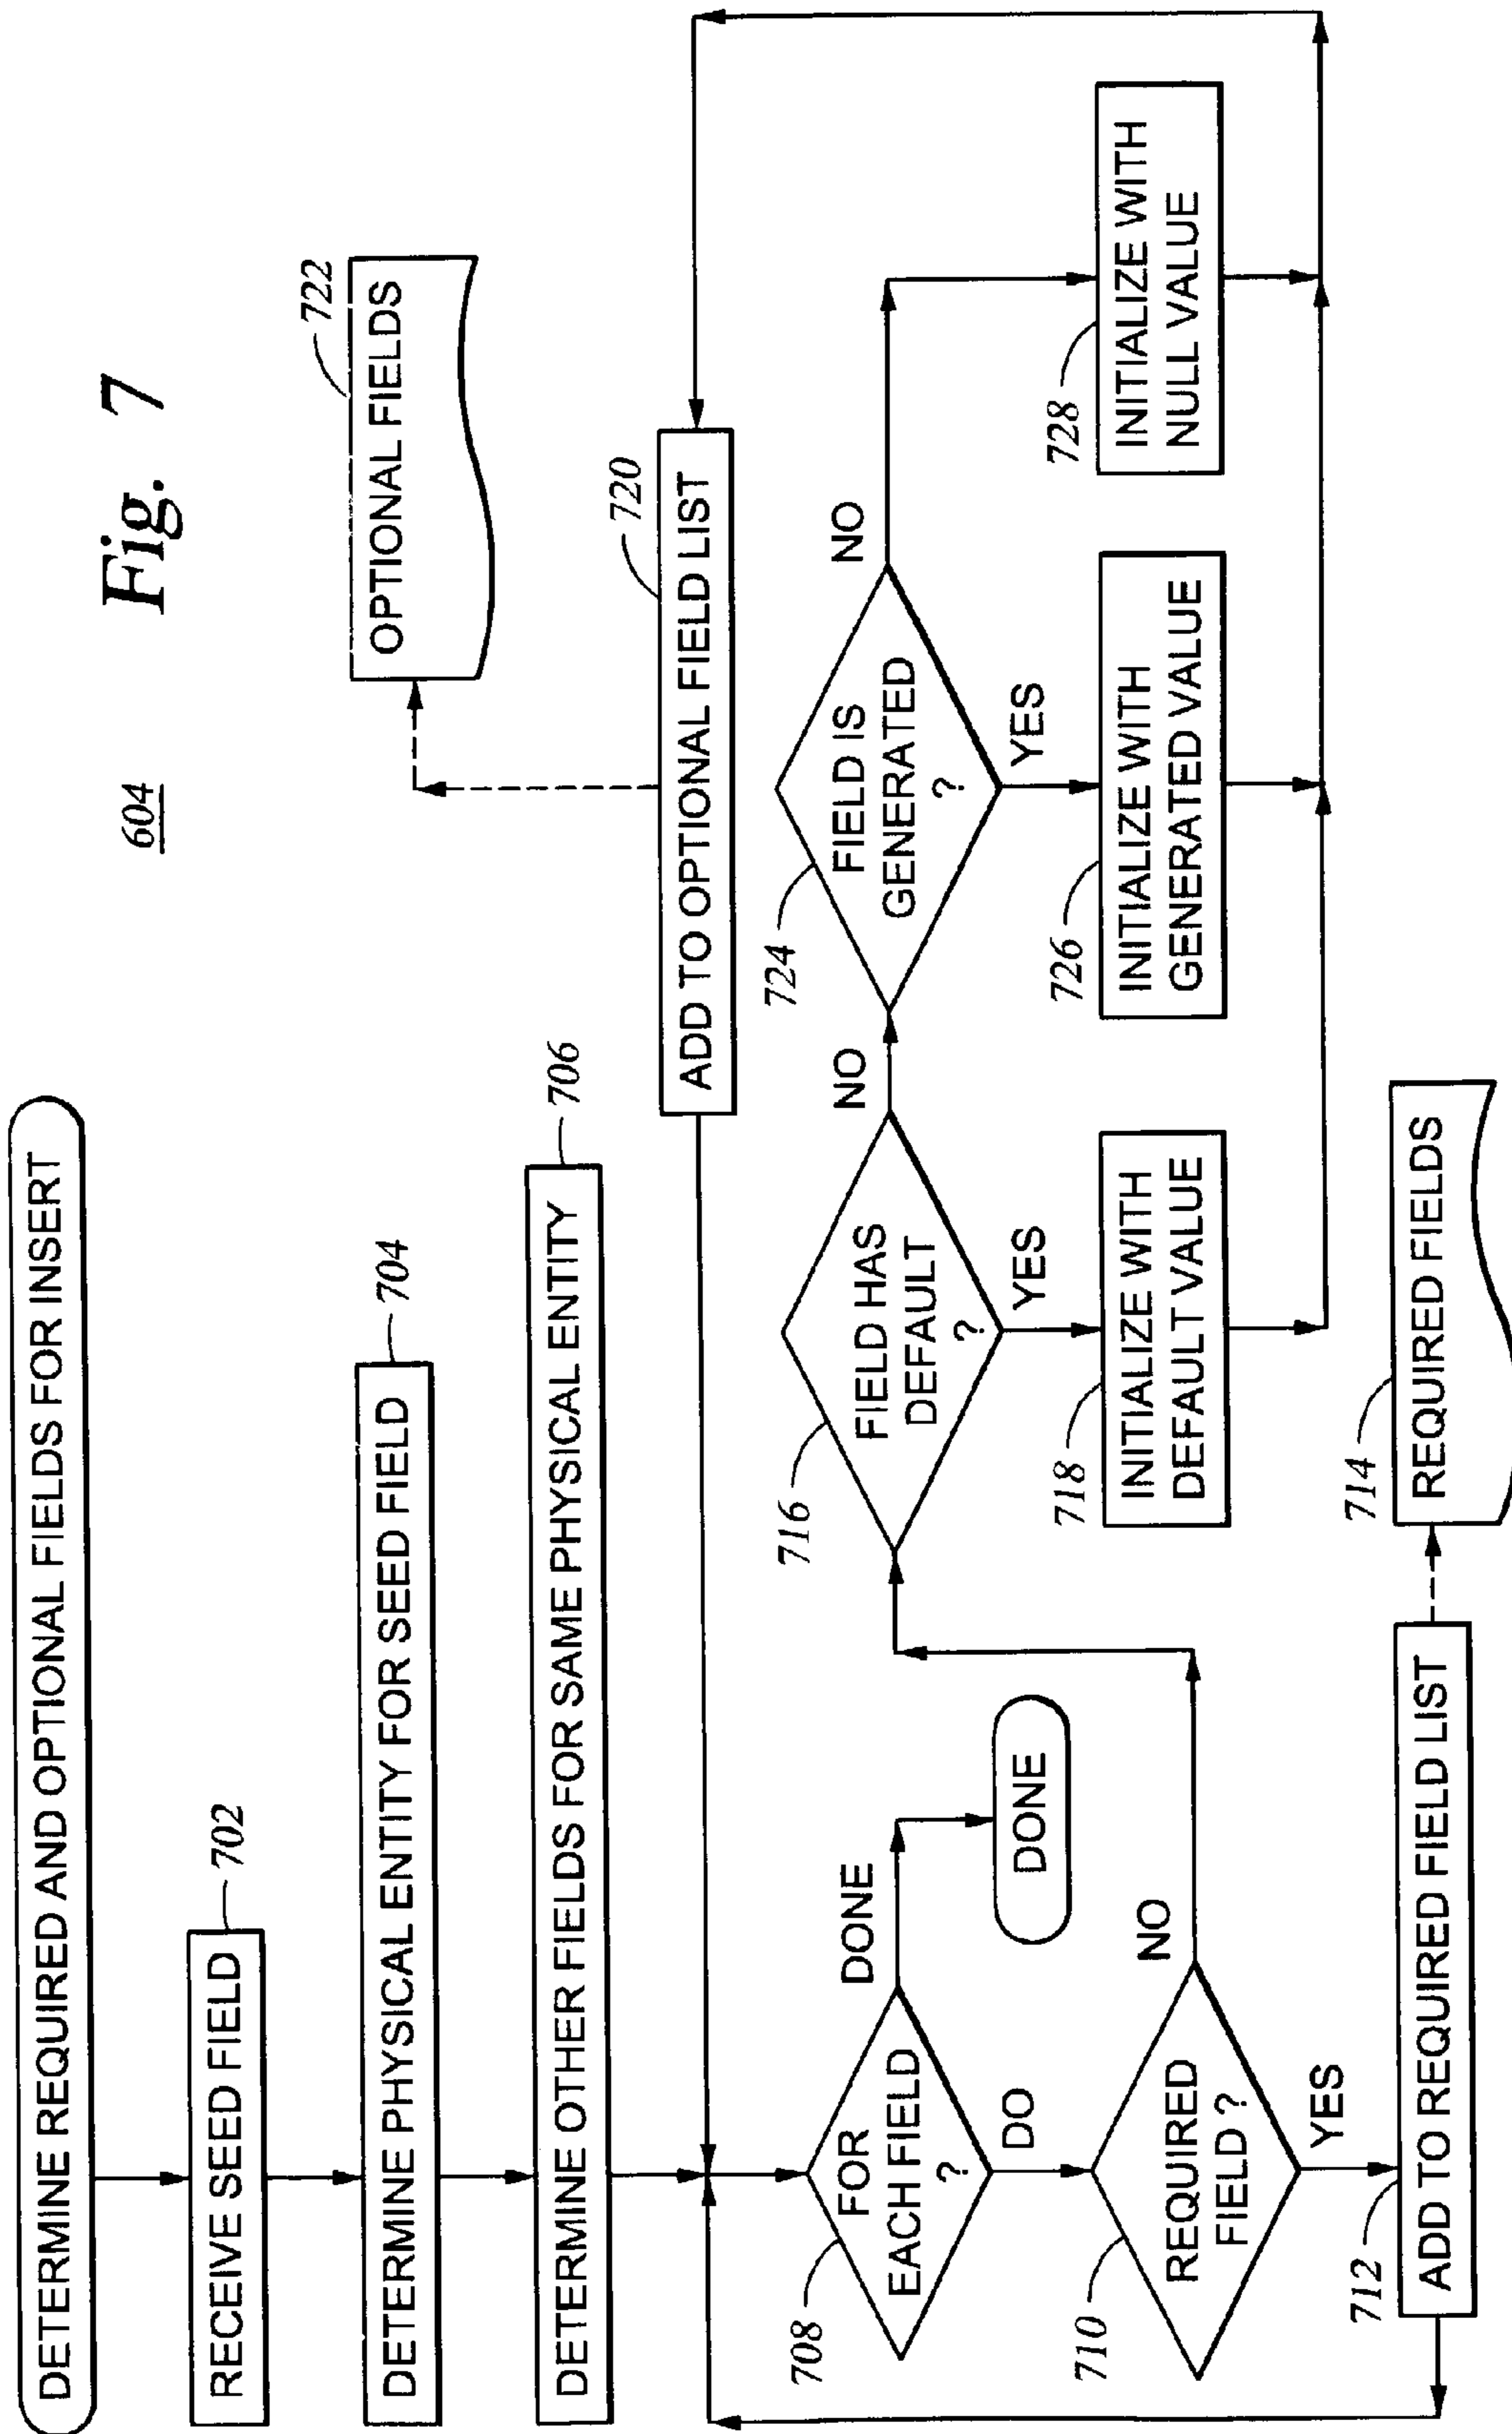 604
Fig. 7
DETERMINE REQUIRED AND OPTIONAL FIELDS FOR INSERT
RECEIVE SEED FIELD
702
DETERMINE PHYSICAL ENTITY FOR SEED FIELD
704
DETERMINE OTHER FIELDS FOR SAME PHYSICAL ENTITY
706
OPTIONAL FIELDS
722
ADD TO OPTIONAL FIELD LIST
720
FOR
EACH FIELD
?
708
DONE
DONE
DO
REQUIRED
FIELD ?
710
NO
YES
ADD TO REQUIRED FIELD LIST
712
REQUIRED FIELDS
714
FIELD HAS
DEFAULT
?
716
NO
YES
INITIALIZE WITH
DEFAULT VALUE
718
FIELD IS
GENERATED
?
724
NO
YES
INITIALIZE WITH
GENERATED VALUE
726
INITIALIZE WITH
NULL VALUE
728